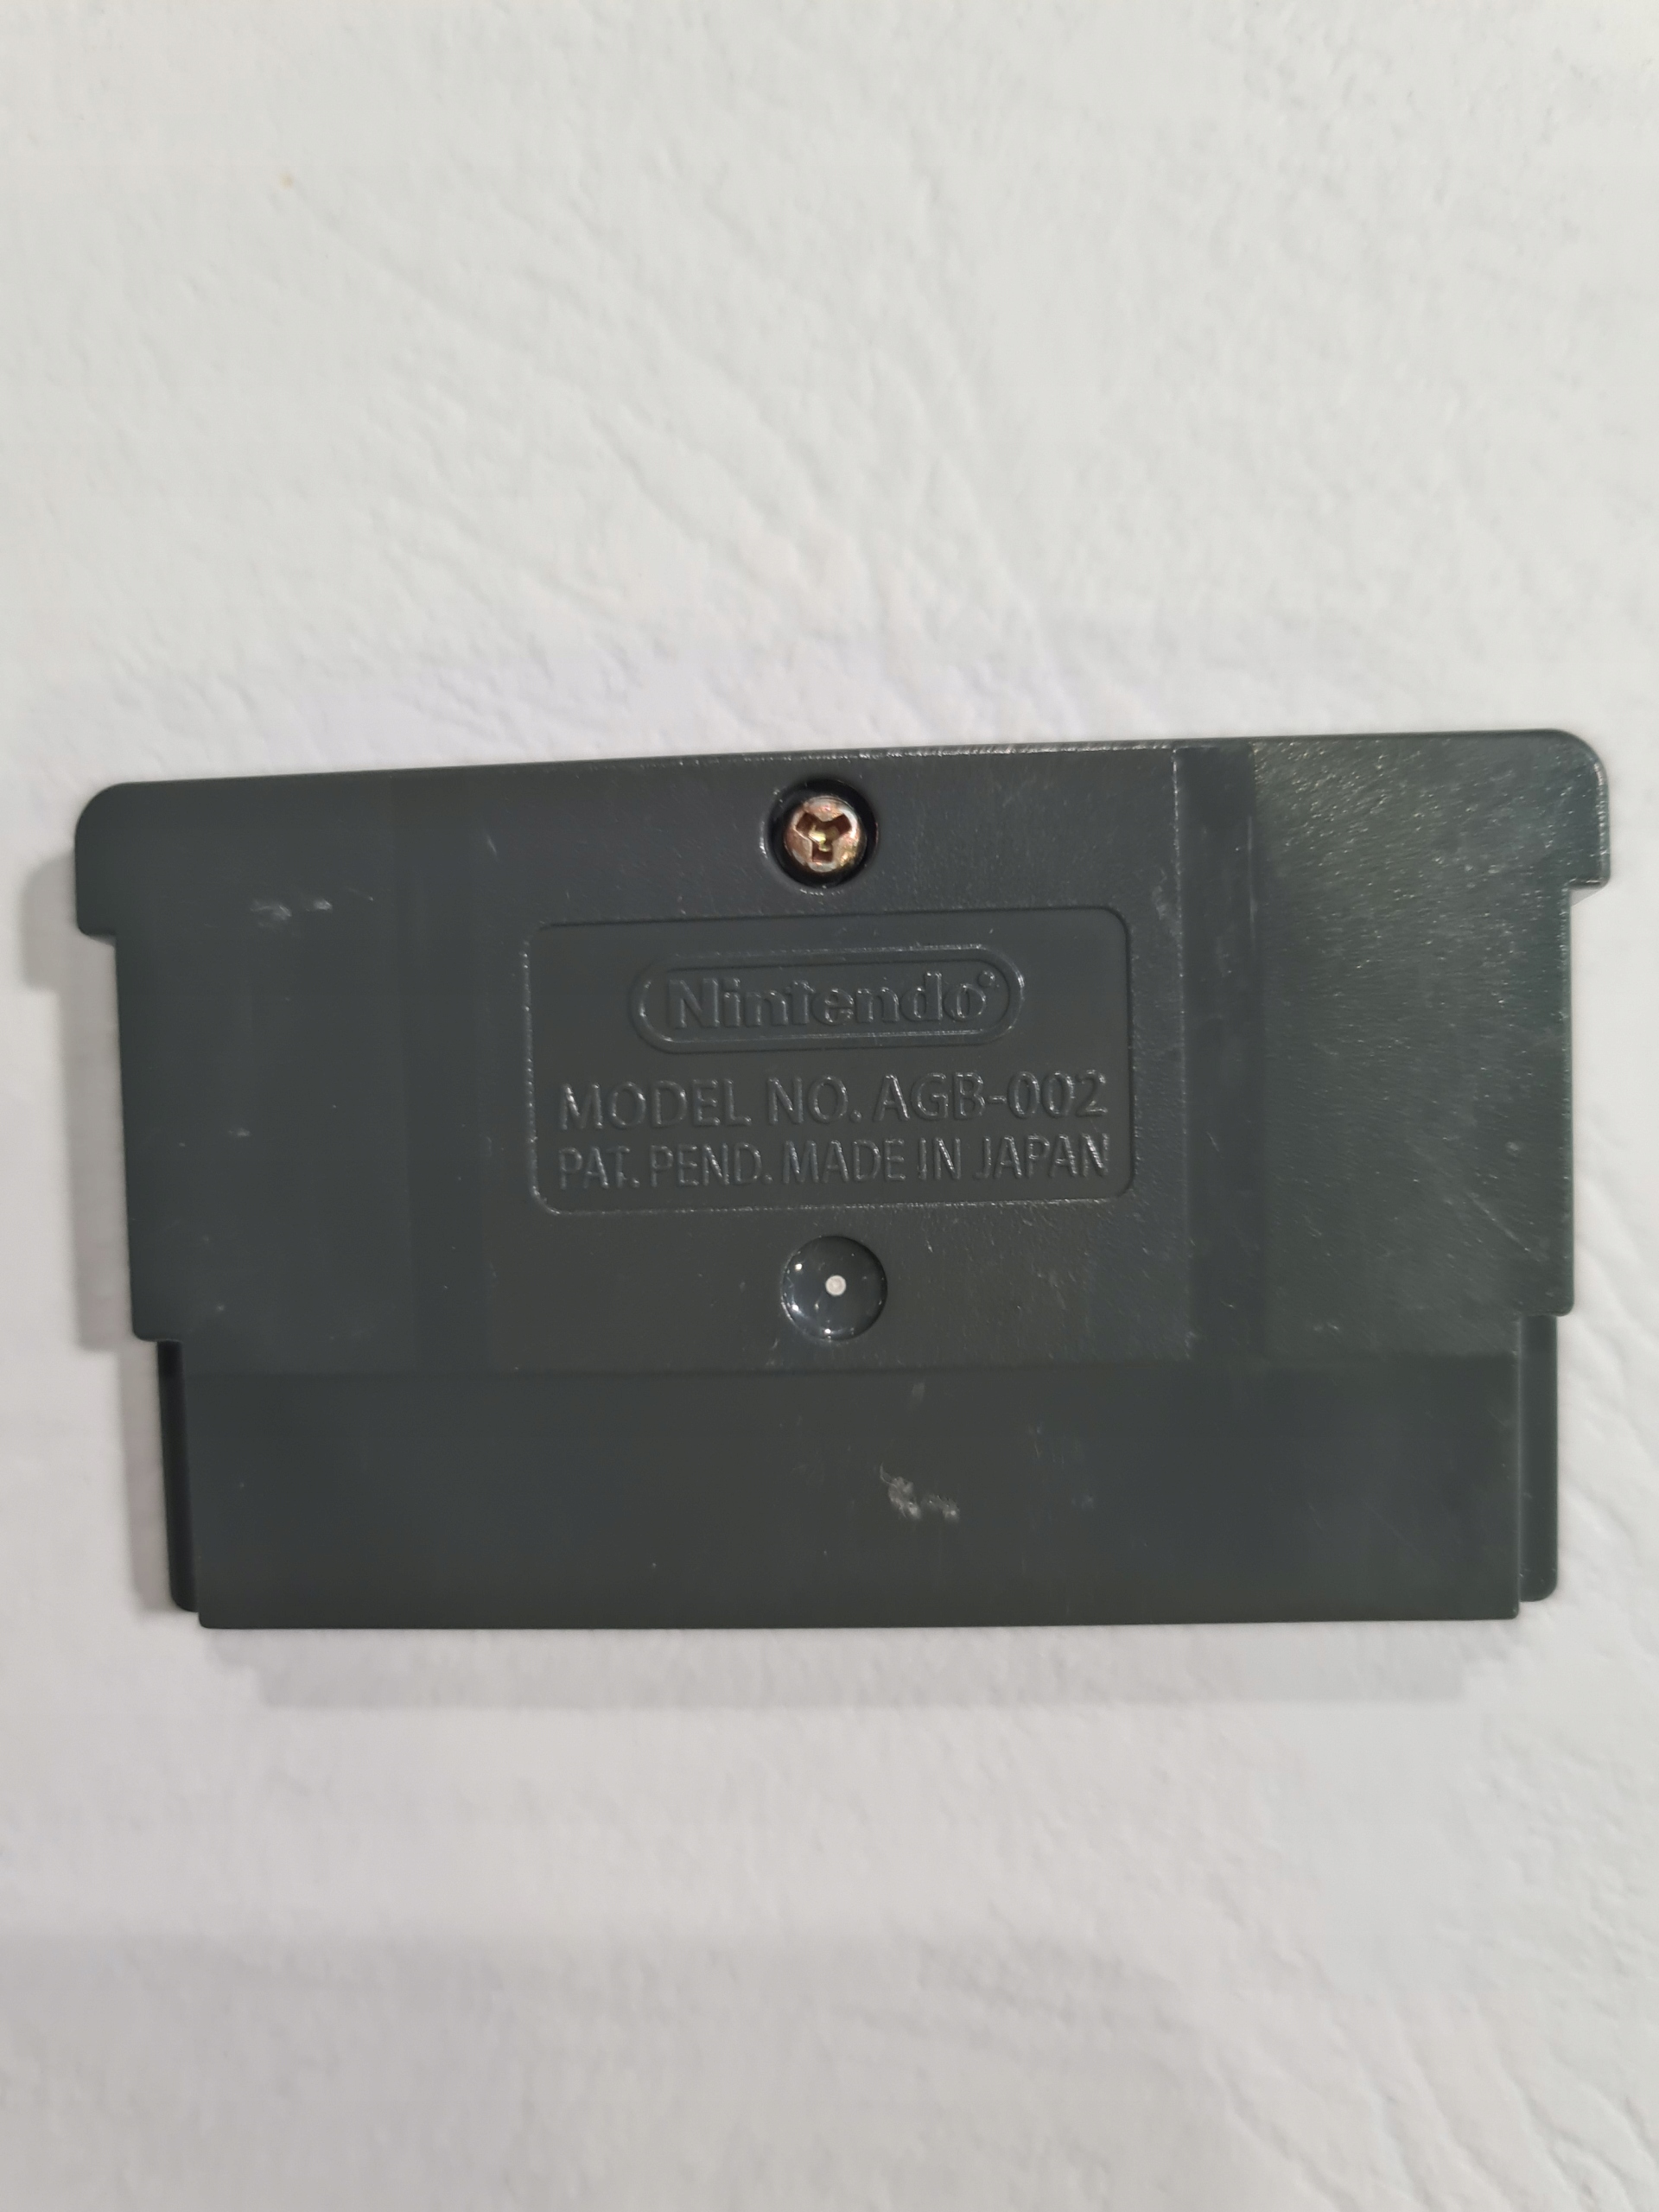 Nintendo®
MODEL NO. AGB-002
PAT. PEND. MADE IN JAPAN